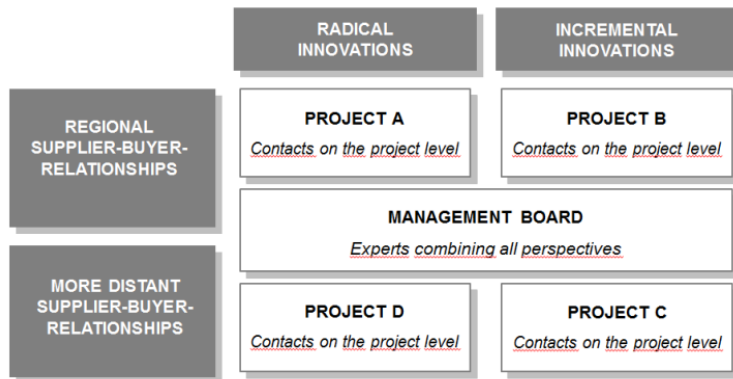 RADICAL
INNOVATIONS
INCREMENTAL
INNOVATIONS
REGIONAL
SUPPLIER-BUYER-
RELATIONSHIPS
PROJECT A
Contacts on the project level
PROJECT B
Contacts on the project level
MANAGEMENT BOARD
Experts combining all perspectives
MORE DISTANT
SUPPLIER-BUYER-
RELATIONSHIPS
PROJECT D
Contacts on the project level
PROJECT C
Contacts on the project level